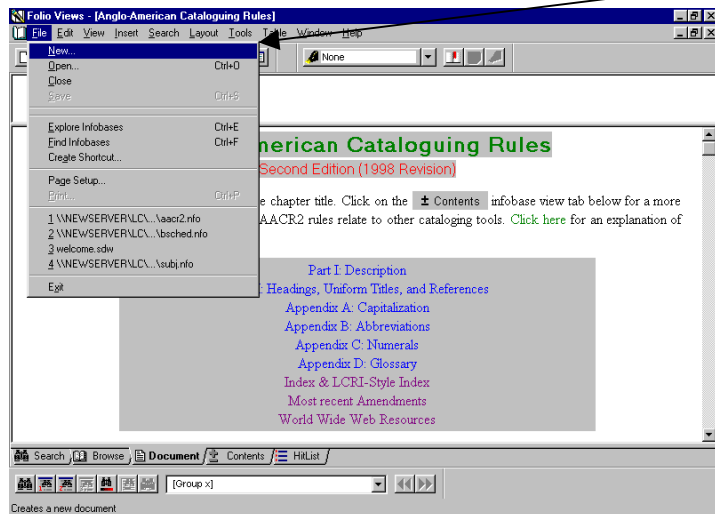 Folio Views - [Anglo-American Cataloguing Rules]
File Edit View Insert Search Layout Tools Table Window Help
None
New...
Open... Ctrl+O
Close
Save Ctrl+S
Explore Infobases Ctrl+E
Find Infobases Ctrl+F
Create Shortcut...
Page Setup...
Print... Ctrl+P
1 \\NEWSERVER\LC\...\aacr2.nfo
2 \\NEWSERVER\LC\...\bsched.nfo
3 welcome.sdw
4 \\NEWSERVER\LC\...\subj.nfo
Exit
merican Cataloguing Rules
Second Edition (1998 Revision)
e chapter title. Click on the ± Contents infobase view tab below for a more
AACR2 rules relate to other cataloging tools. Click here for an explanation of
Part I: Description
: Headings, Uniform Titles, and References
Appendix A: Capitalization
Appendix B: Abbreviations
Appendix C: Numerals
Appendix D: Glossary
Index & LCRI-Style Index
Most recent Amendments
World Wide Web Resources
Search Browse Document Contents HitList
[Group x]
Creates a new document